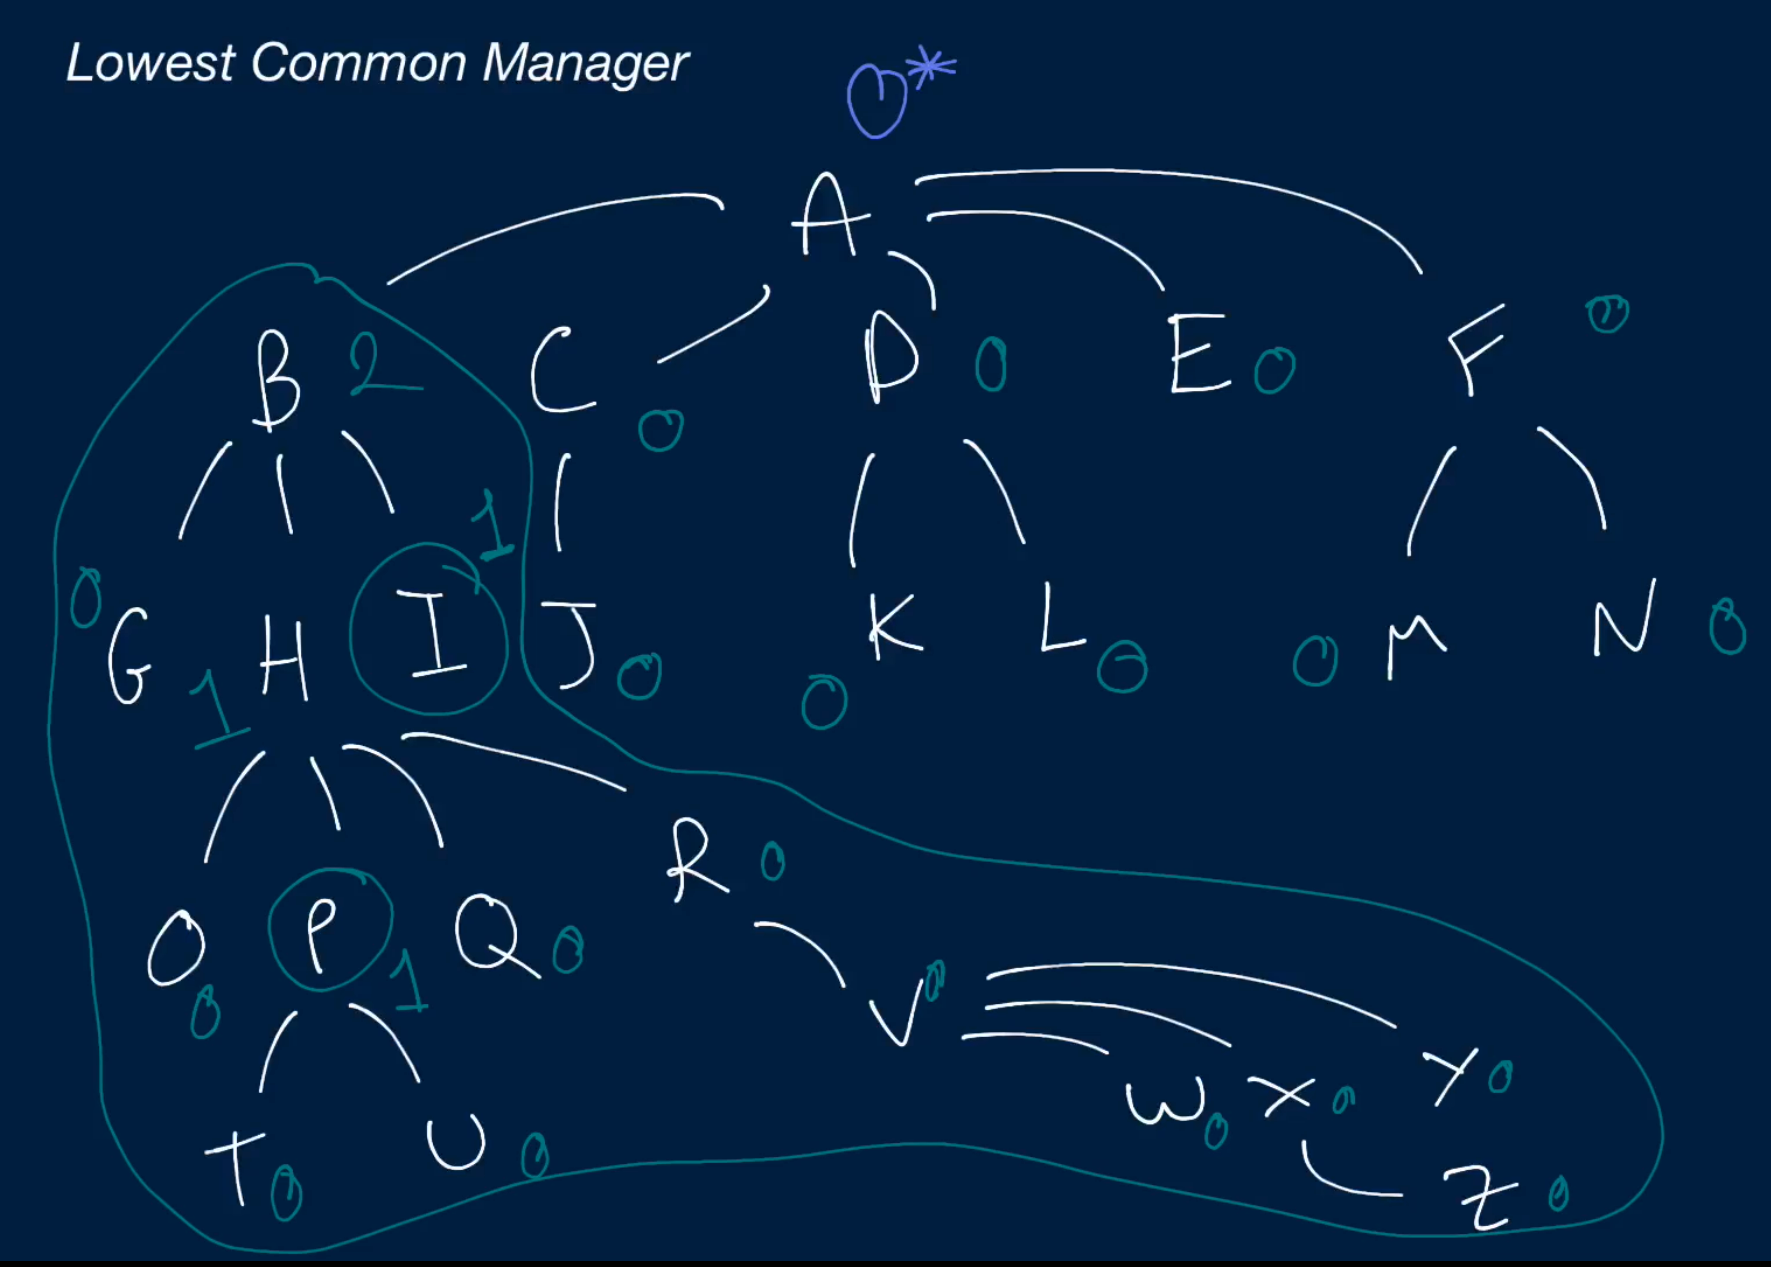 Lowest Common Manager
0*
A
B 2 C 0 D 0 E 0 F 0
0 G 1 H I 1 J 0 0 K L 0 0 M N 0
O 0 P 1 Q 0 R 0
V 0
T 0 U 0 W 0 X 0 Y 0
Z 0